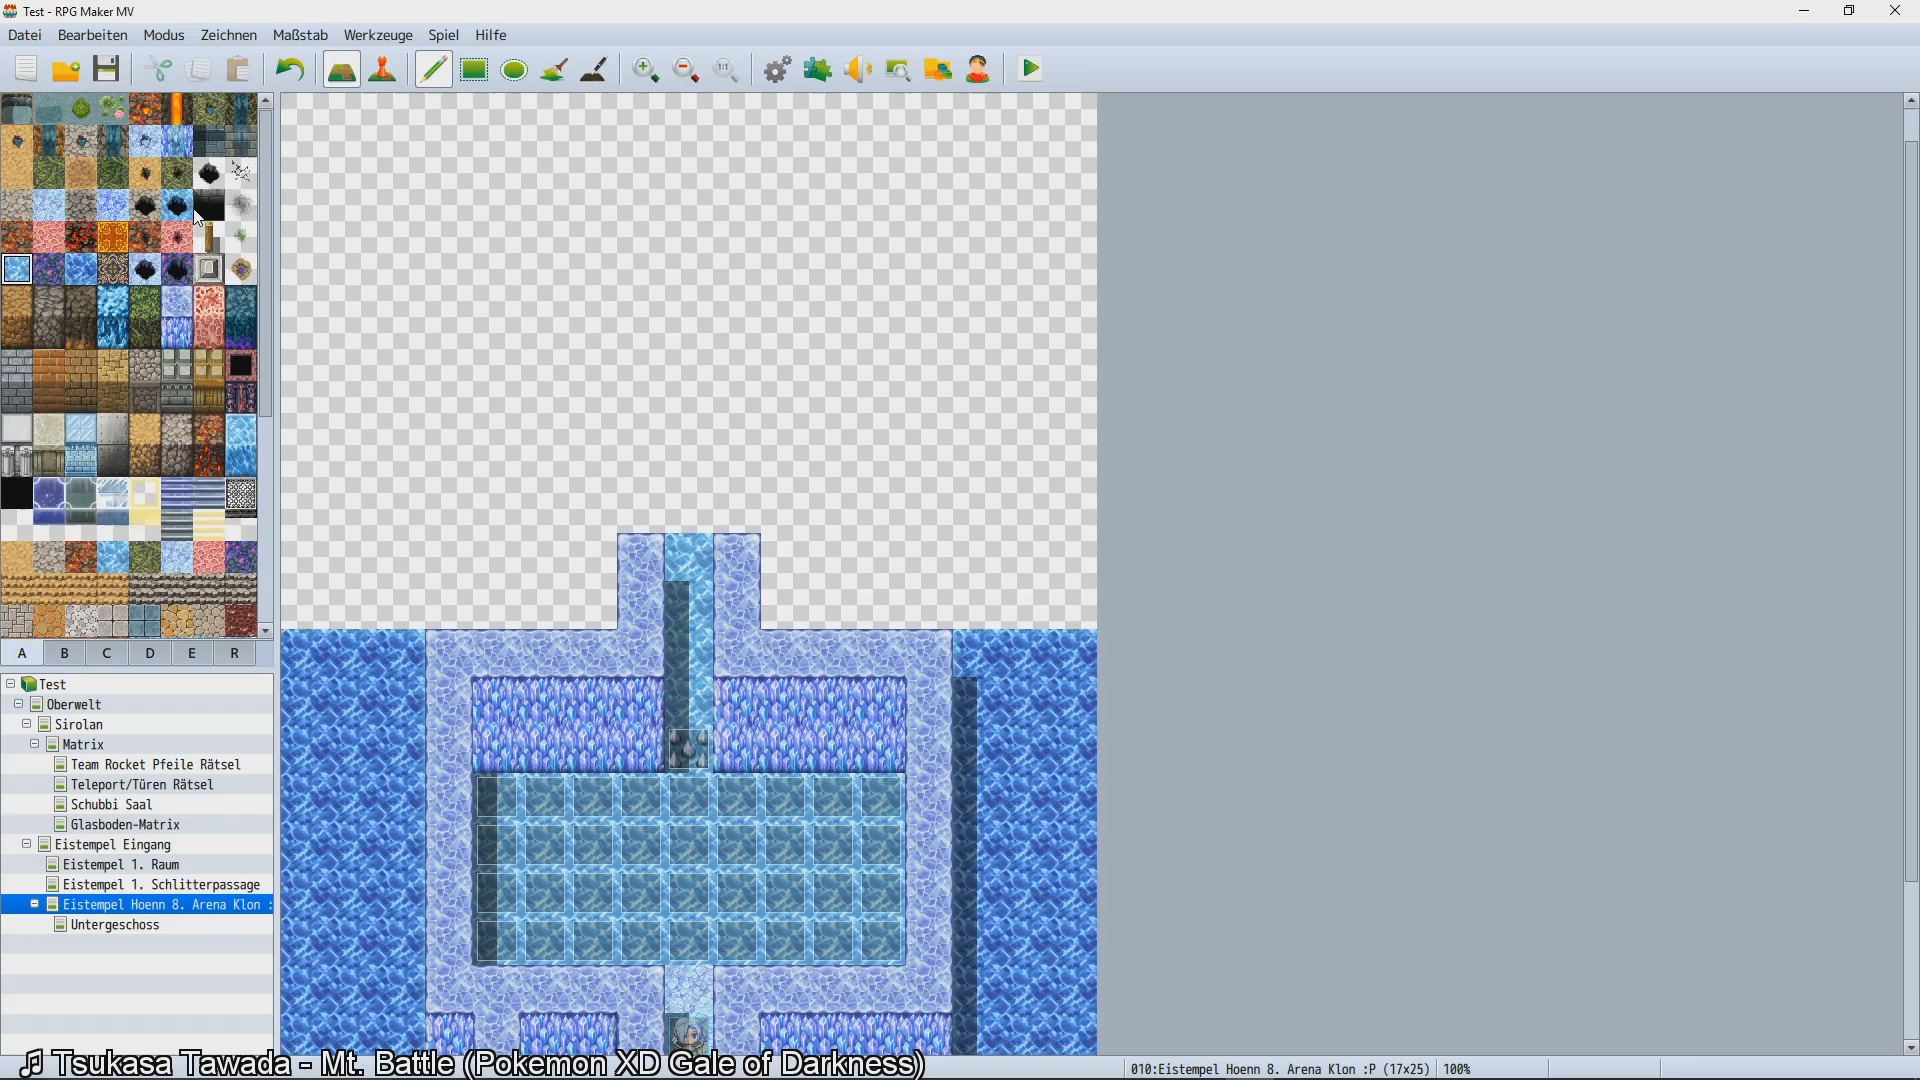 Test - RPG Maker MV
Datei Bearbeiten Modus Zeichnen Maßstab Werkzeuge Spiel Hilfe
1:1
A B C D E R
Test
Oberwelt
Sirolan
Matrix
Team Rocket Pfeile Rätsel
Teleport/Türen Rätsel
Schubbi Saal
Glasboden-Matrix
Eistempel Eingang
Eistempel 1. Raum
Eistempel 1. Schlitterpassage
Eistempel Hoenn 8. Arena Klon :
Untergeschoss
♫ Tsukasa Tawada - Mt. Battle (Pokemon XD Gale of Darkness)
010:Eistempel Hoenn 8. Arena Klon :P (17x25) 100%